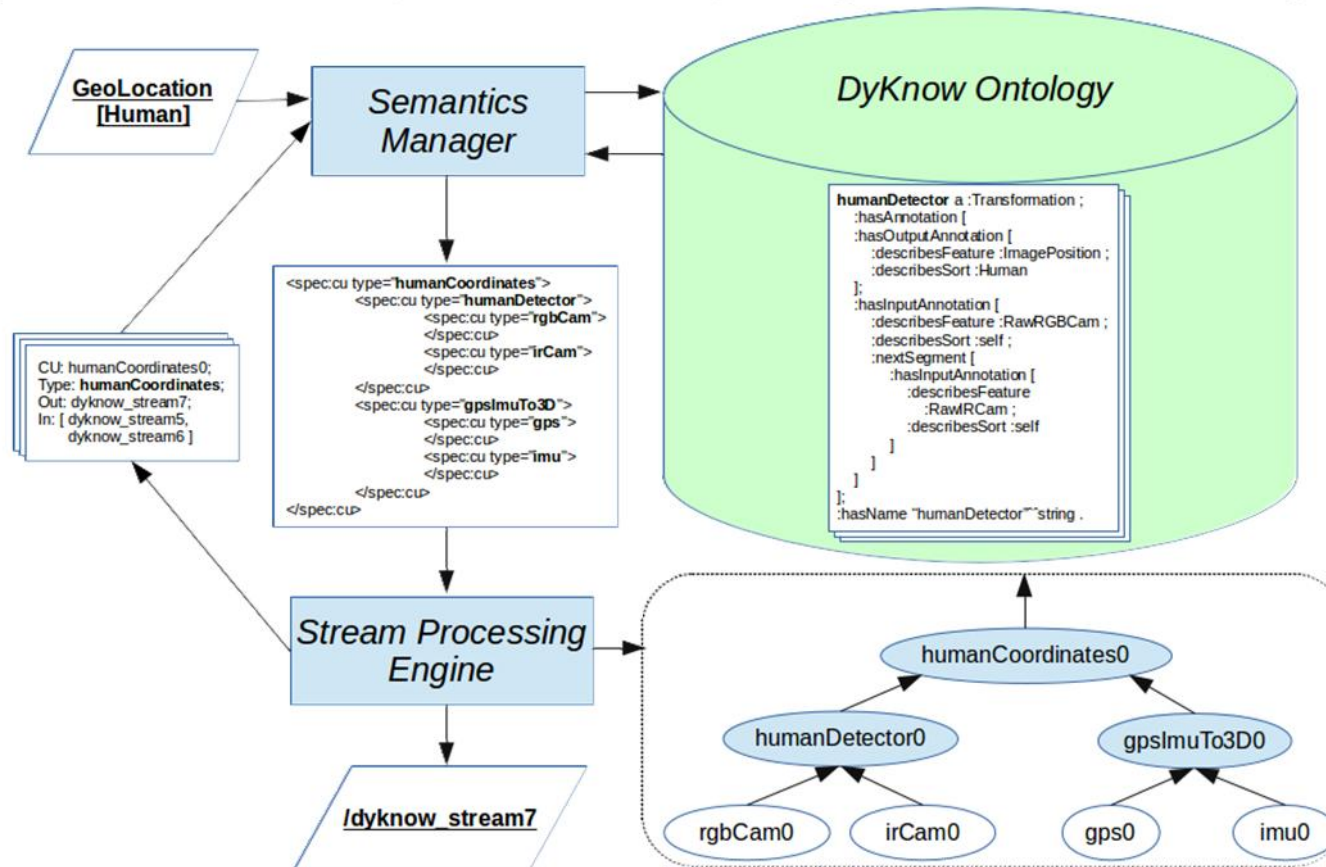 GeoLocation
[Human]
Semantics
Manager
DyKnow Ontology
humanDetector a :Transformation ;
:hasAnnotation [
:hasOutputAnnotation [
:describesFeature :ImagePosition ;
:describesSort :Human
];
:hasInputAnnotation [
:describesFeature :RawRGBCam ;
:describesSort :self ;
:nextSegment [
:hasInputAnnotation [
:describesFeature
:RawIRCam ;
:describesSort :self
]
]
]
];
:hasName "humanDetector"^^string .
<spec:cu type="humanCoordinates">
<spec:cu type="humanDetector">
<spec:cu type="rgbCam">
</spec:cu>
<spec:cu type="irCam">
</spec:cu>
</spec:cu>
<spec:cu type="gpsImuTo3D">
<spec:cu type="gps">
</spec:cu>
<spec:cu type="imu">
</spec:cu>
</spec:cu>
</spec:cu>
CU: humanCoordinates0;
Type: humanCoordinates;
Out: dyknow_stream7;
In: [ dyknow_stream5,
dyknow_stream6 ]
Stream Processing
Engine
/dyknow_stream7
humanCoordinates0
humanDetector0
gpsImuTo3D0
rgbCam0
irCam0
gps0
imu0